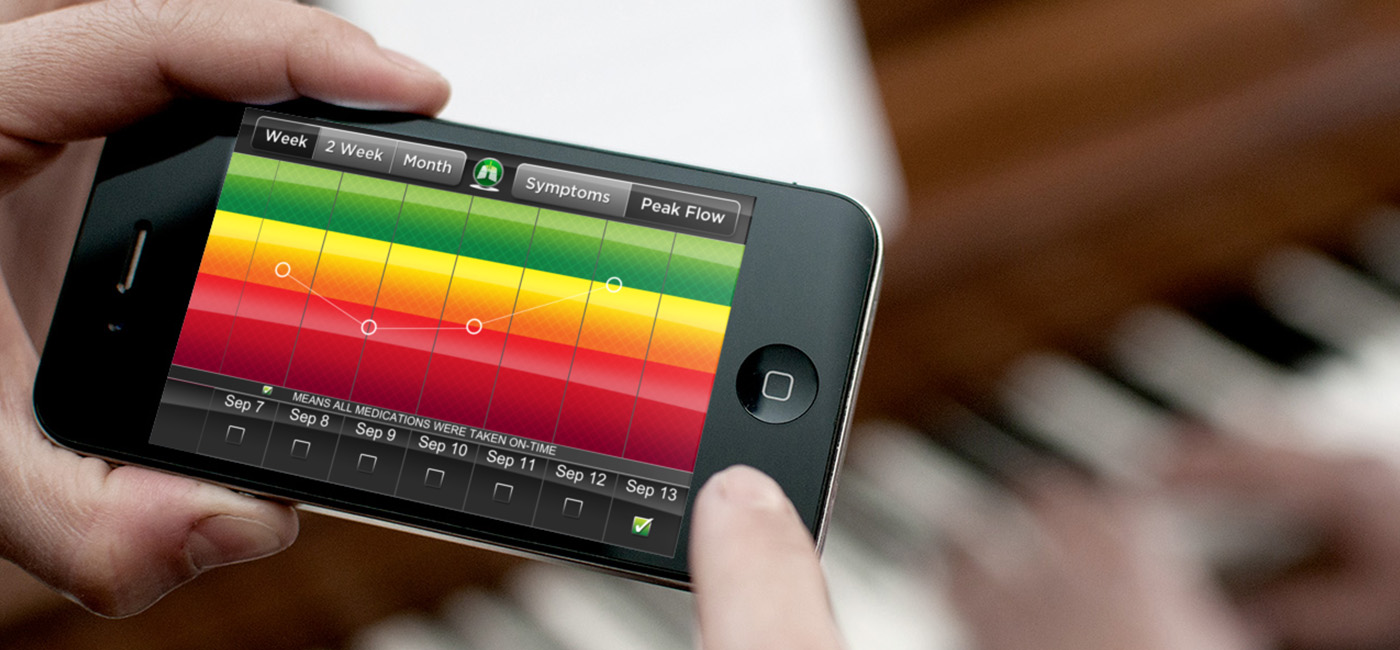 Week 2 Week Month Symptoms Peak Flow
MEANS ALL MEDICATIONS WERE TAKEN ON-TIME
Sep 7 Sep 8 Sep 9 Sep 10 Sep 11 Sep 12 Sep 13